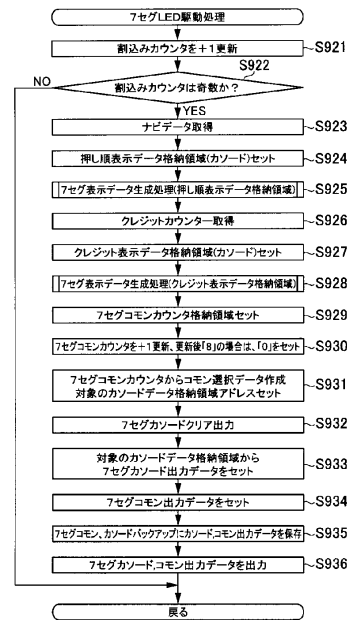 7セグLED駆動処理
割込みカウンタを+1更新
S921
S922
割込みカウンタは奇数か?
NO
YES
ナビデータ取得
S923
押し順表示データ格納領域(カソード)セット
S924
7セグ表示データ生成処理(押し順表示データ格納領域)
S925
クレジットカウンター取得
S926
クレジット表示データ格納領域(カソード)セット
S927
7セグ表示データ生成処理(クレジット表示データ格納領域)
S928
7セグコモンカウンタ格納領域セット
S929
7セグコモンカウンタを+1更新、更新後「8」の場合は、「0」をセット
S930
7セグコモンカウンタからコモン選択データ作成
対象のカソードデータ格納領域アドレスセット
S931
7セグカソードクリア出力
S932
対象のカソードデータ格納領域から
7セグカソード出力データをセット
S933
7セグコモン出力データをセット
S934
7セグコモン、カソードバックアップにカソード,コモン出力データを保存
S935
7セグカソード,コモン出力データを出力
S936
戻る